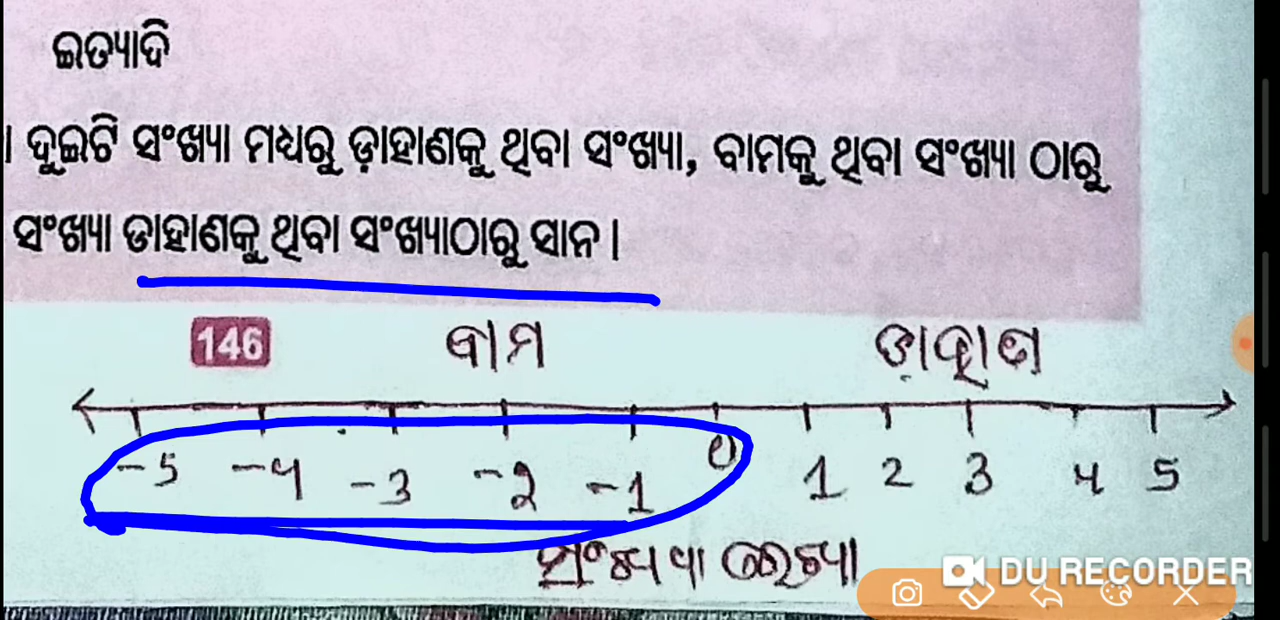 ଇତ୍ୟାଦି
ା ଦୁଇଟି ସଂଖ୍ୟା ମଧ୍ୟରୁ ଡ଼ାହାଣକୁ ଥିବା ସଂଖ୍ୟା, ବାମକୁ ଥିବା ସଂଖ୍ୟା ଠାରୁ
ସଂଖ୍ୟା ଡାହାଣକୁ ଥିବା ସଂଖ୍ୟାଠାରୁ ସାନ।
146 ବାମ ଡ଼ାହାଣ
-5 -4 -3 -2 -1 0 1 2 3 4 5
ସଂଖ୍ୟା ରେଖା
DU RECORDER